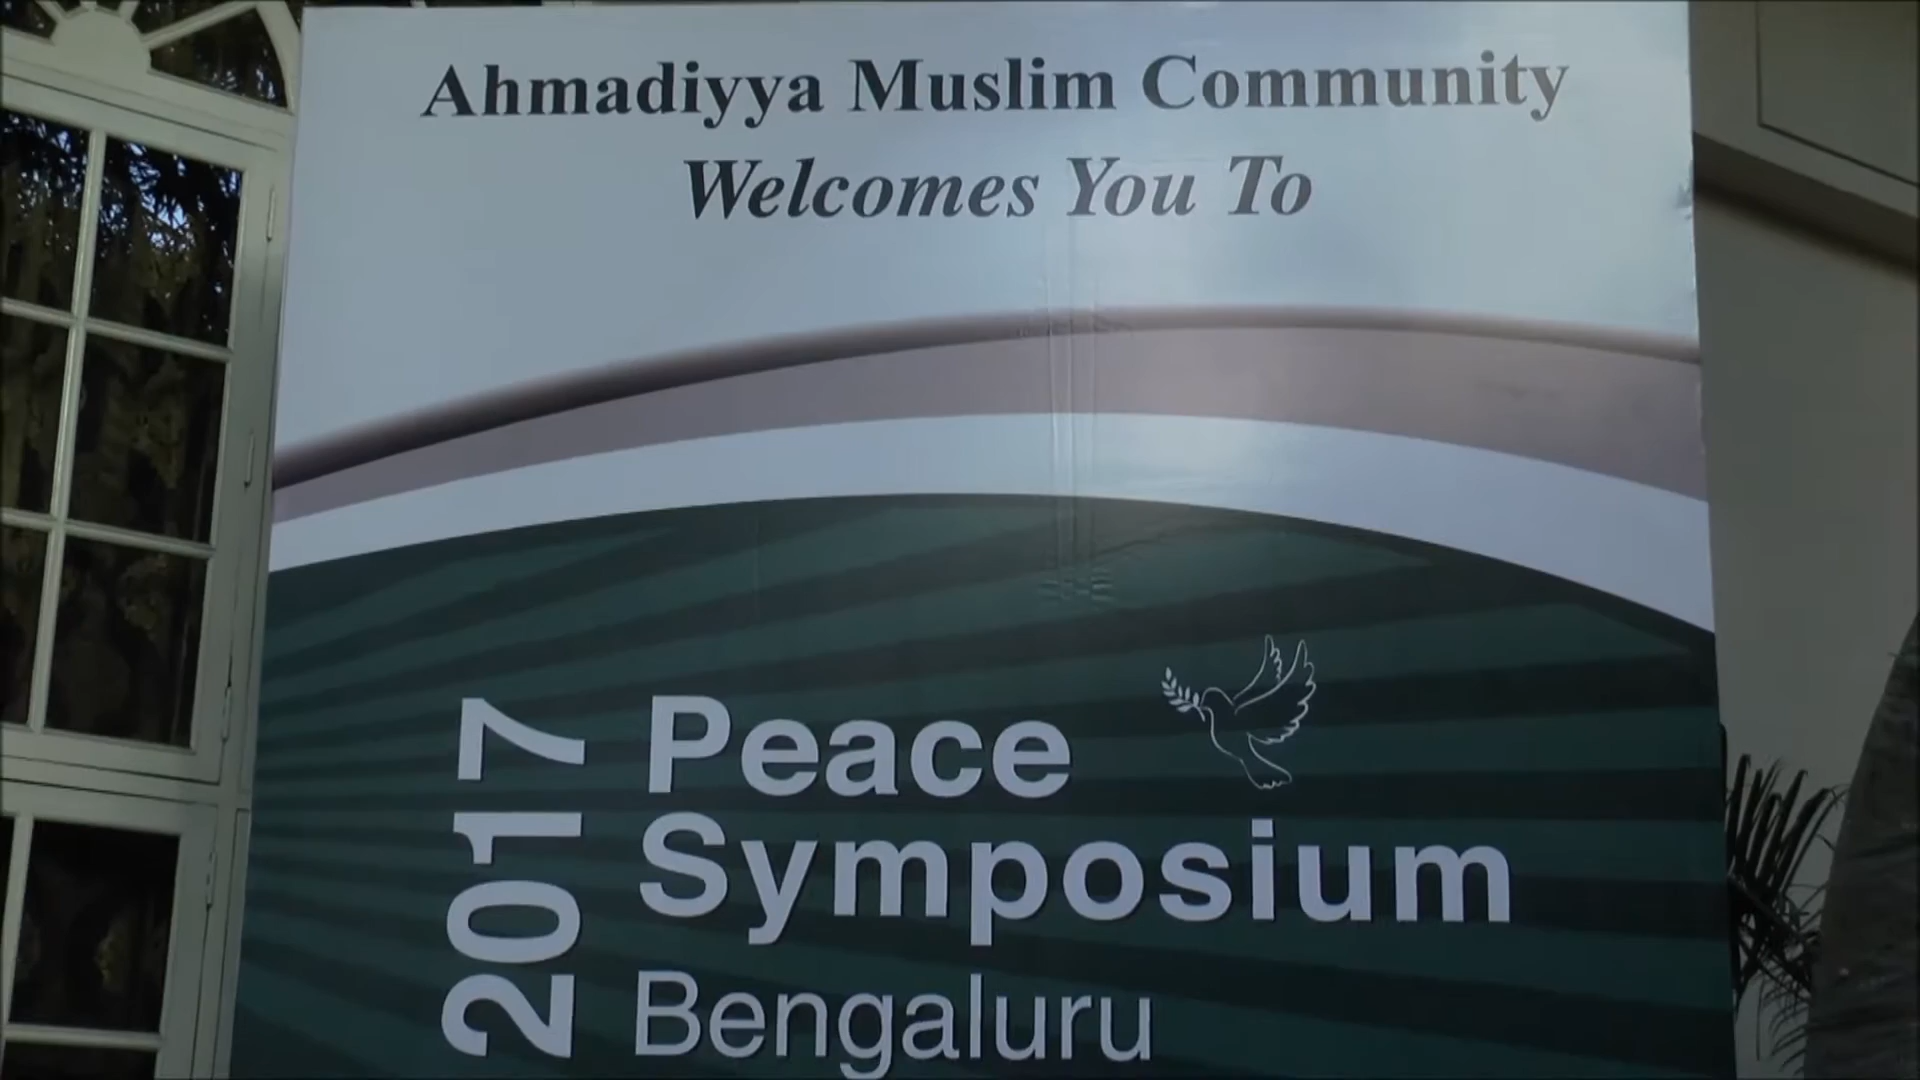 Ahmadiyya Muslim Community
Welcomes You To
2017
Peace
Symposium
Bengaluru